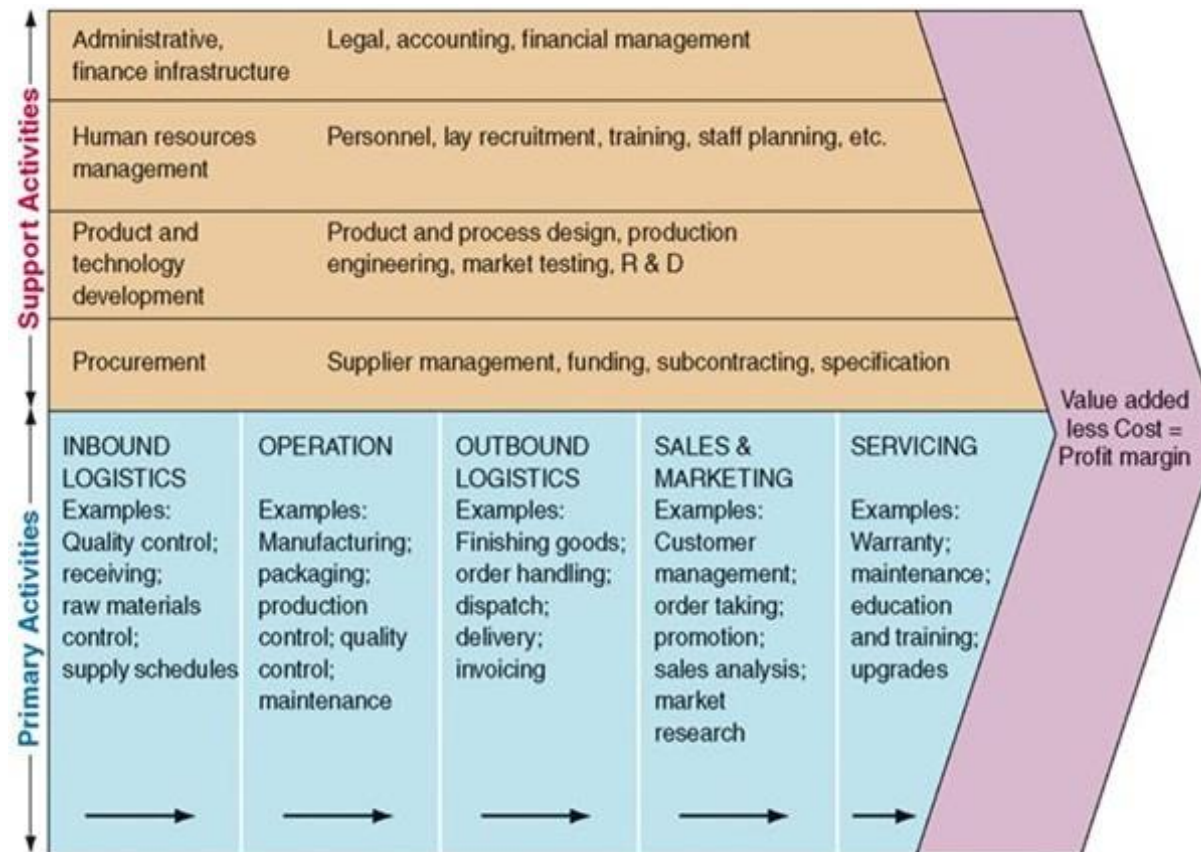 Support Activities
Administrative,
finance infrastructure
Legal, accounting, financial management
Human resources
management
Personnel, lay recruitment, training, staff planning, etc.
Product and
technology
development
Product and process design, production
engineering, market testing, R & D
Procurement
Supplier management, funding, subcontracting, specification
Primary Activities
INBOUND
LOGISTICS
Examples:
Quality control;
receiving;
raw materials
control;
supply schedules
OPERATION
Examples:
Manufacturing;
packaging;
production
control; quality
control;
maintenance
OUTBOUND
LOGISTICS
Examples:
Finishing goods;
order handling;
dispatch;
delivery;
invoicing
SALES &
MARKETING
Examples:
Customer
management;
order taking;
promotion;
sales analysis;
market
research
SERVICING
Examples:
Warranty;
maintenance;
education
and training;
upgrades
Value added
less Cost =
Profit margin